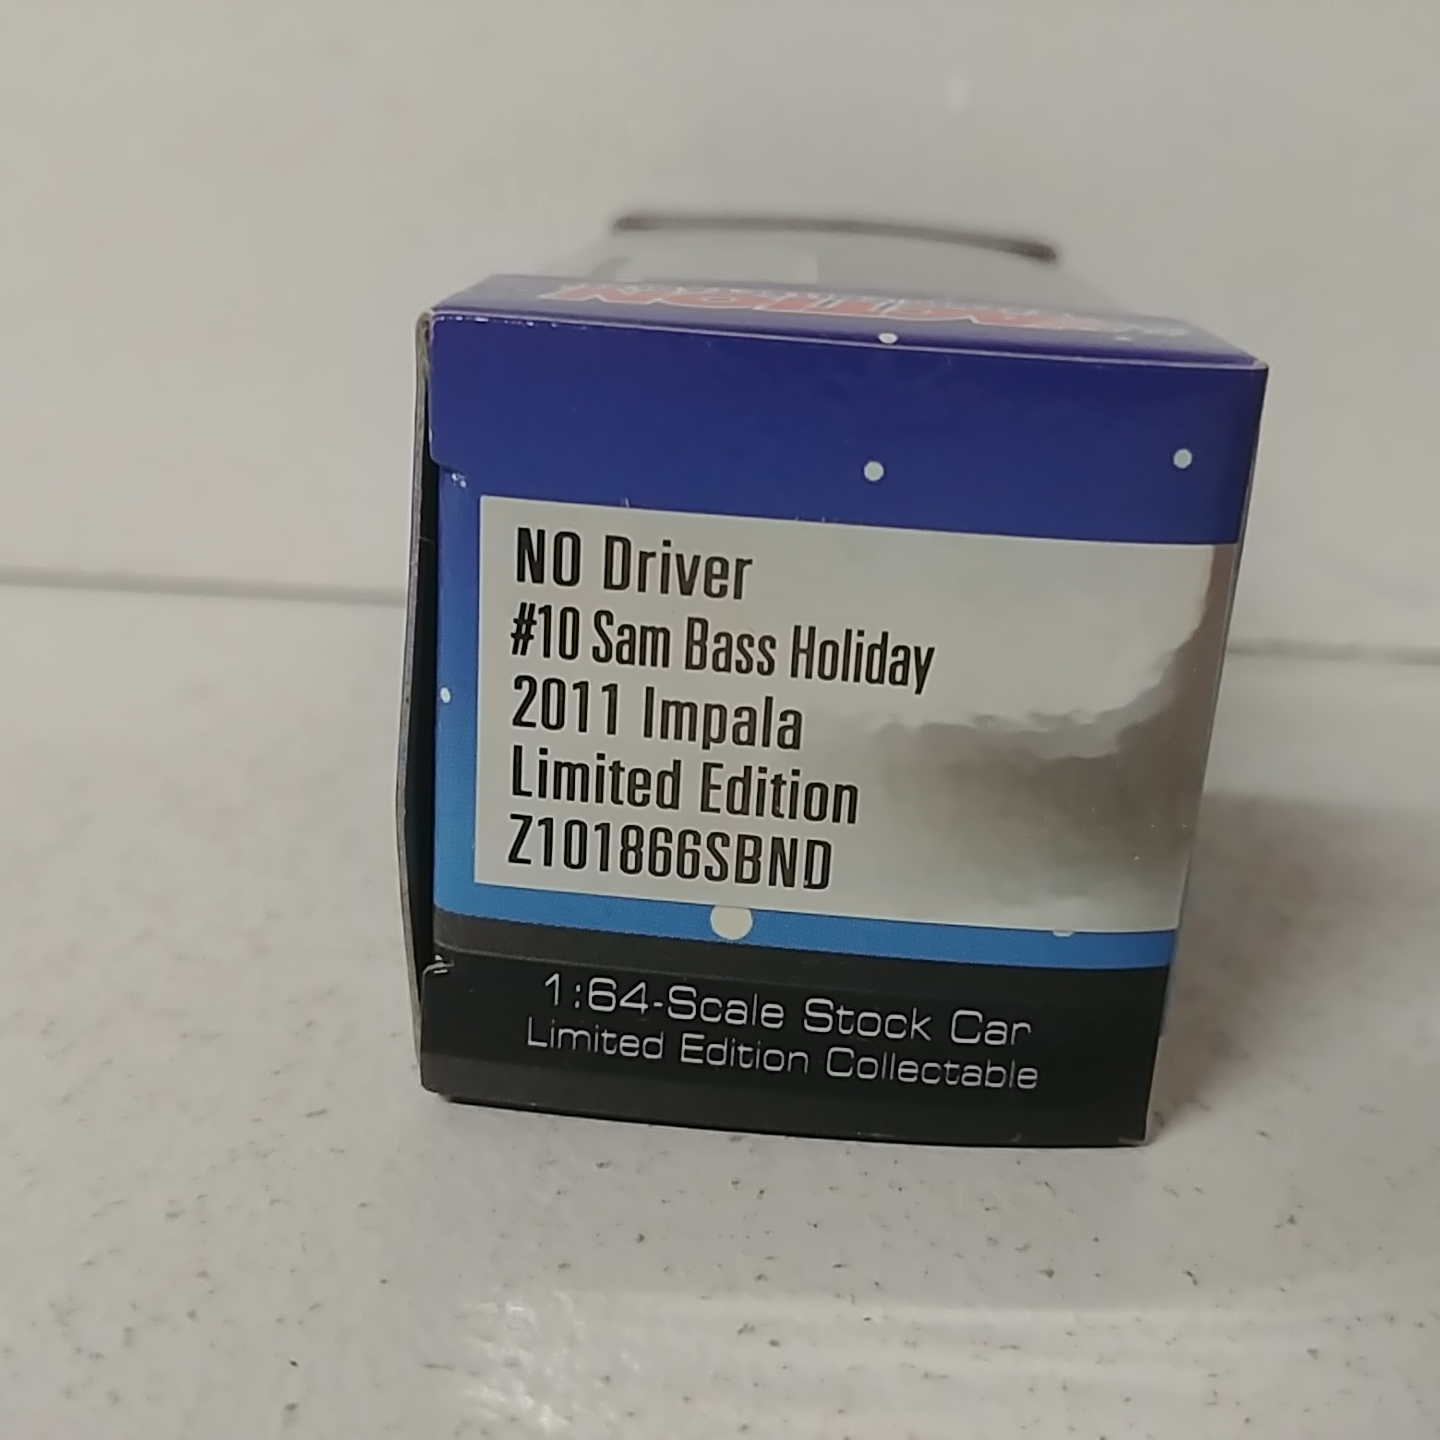 ACTION
NO Driver
#10 Sam Bass Holiday
2011 Impala
Limited Edition
Z101866SBND
1:64-Scale Stock Car
Limited Edition Collectable